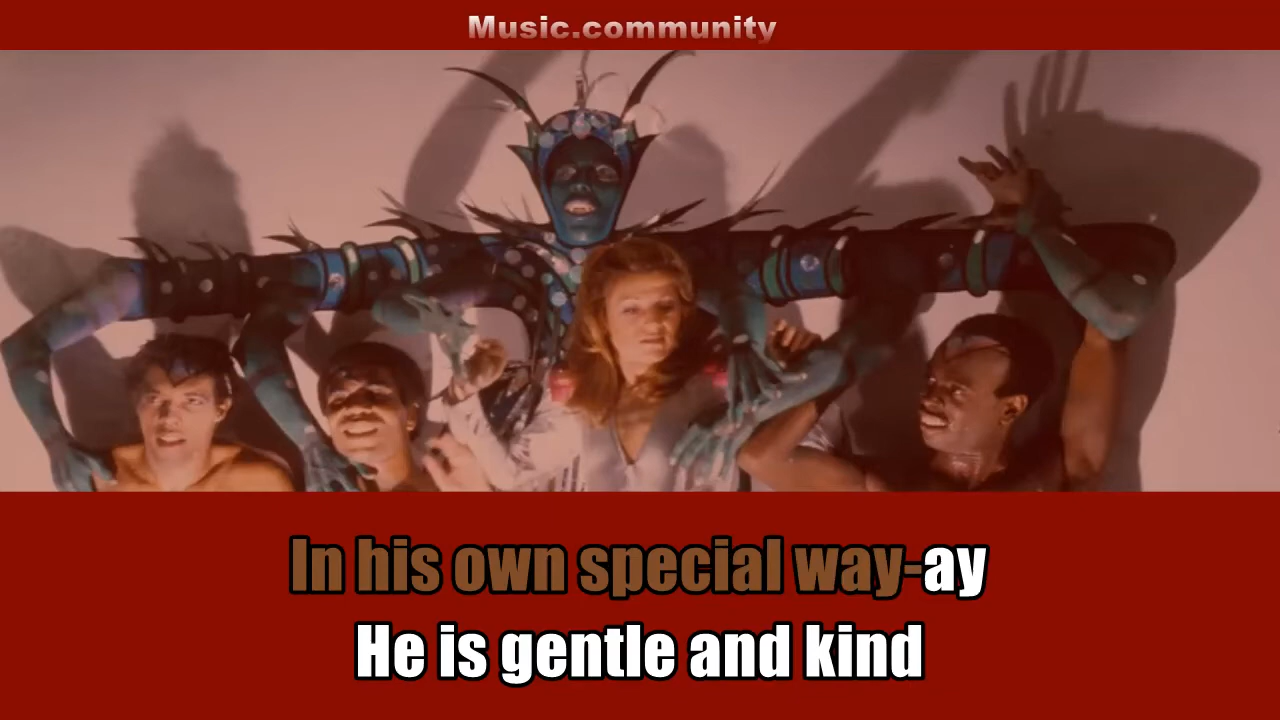 Music.community
In his own special way-ay
He is gentle and kind